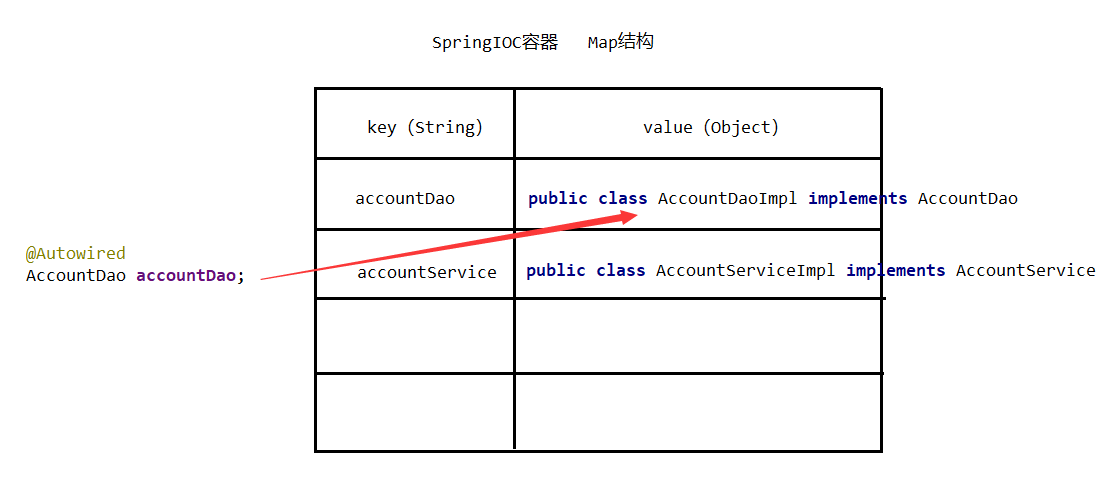 SpringIOC容器 Map结构
key（String） value（Object）
accountDao public class AccountDaoImpl implements AccountDao
@Autowired
AccountDao accountDao;
accountService public class AccountServiceImpl implements AccountService